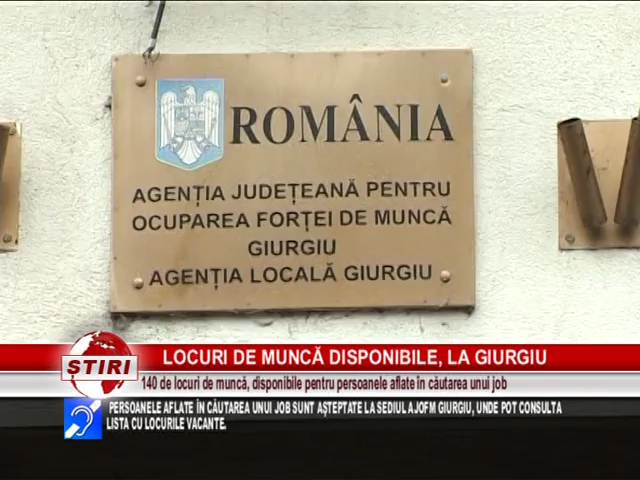 ROMÂNIA
AGENȚIA JUDEȚEANĂ PENTRU
OCUPAREA FORȚEI DE MUNCĂ
GIURGIU
AGENȚIA LOCALĂ GIURGIU
ȘTIRI
LOCURI DE MUNCĂ DISPONIBILE, LA GIURGIU
140 de locuri de muncă, disponibile pentru persoanele aflate în căutarea unui job
PERSOANELE AFLATE ÎN CĂUTAREA UNUI JOB SUNT AȘTEPTATE LA SEDIUL AJOFM GIURGIU, UNDE POT CONSULTA
LISTA CU LOCURILE VACANTE.